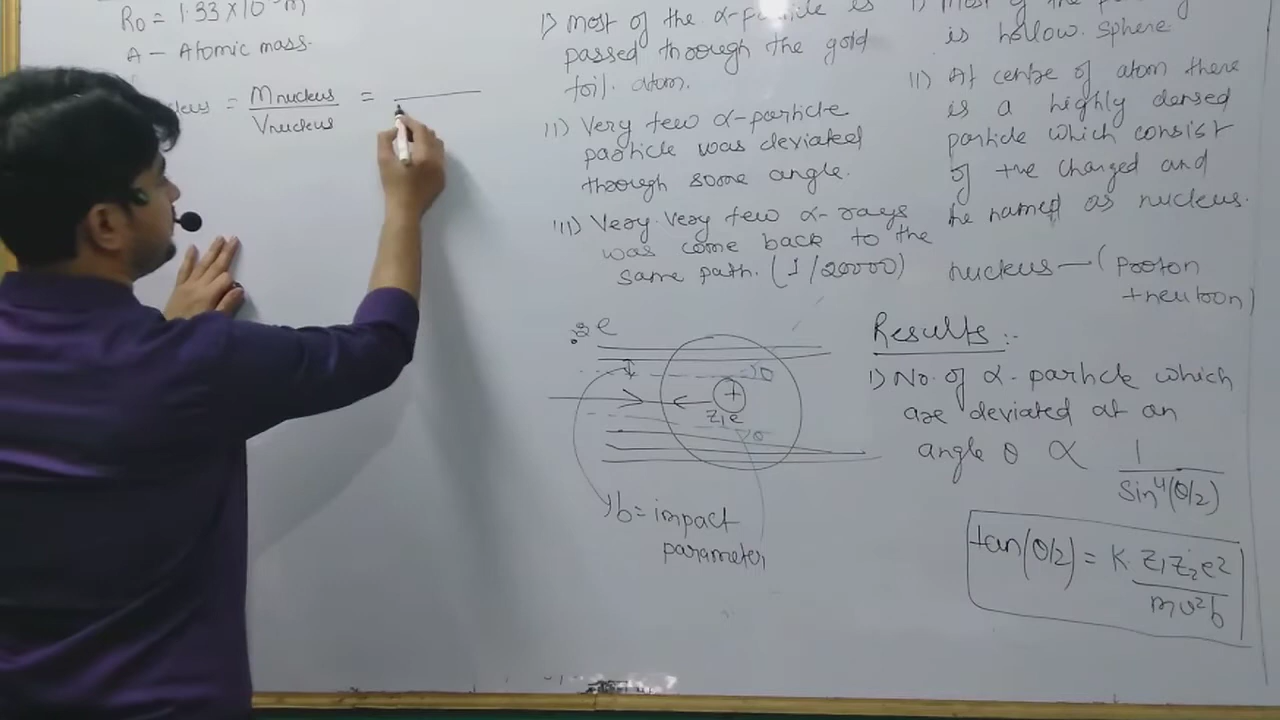 R₀ = 1.33 × 10 m
A — Atomic mass.
= Mnucleus / Vnucleus =
I) Most of the α-particle is
passed through the gold
foil atom.
II) Very few α-particle
particle was deviated
through some angle.
III) Very very few α-rays
was come back to the
same path. (1/20000)
e
θ
+
Z₁e
θ
b = impact
parameter
is hollow sphere
II) At centre of atom there
is a highly densed
particle which consist
of +ve changed and
he named as nucleus.
nucleus — (proton
+neutron)
Results :-
I) No. of α-particle which
are deviated at an
angle θ ∝ 1 / sin⁴(θ/2)
tan(θ/2) = K Z₁Z₂e² / mv²b